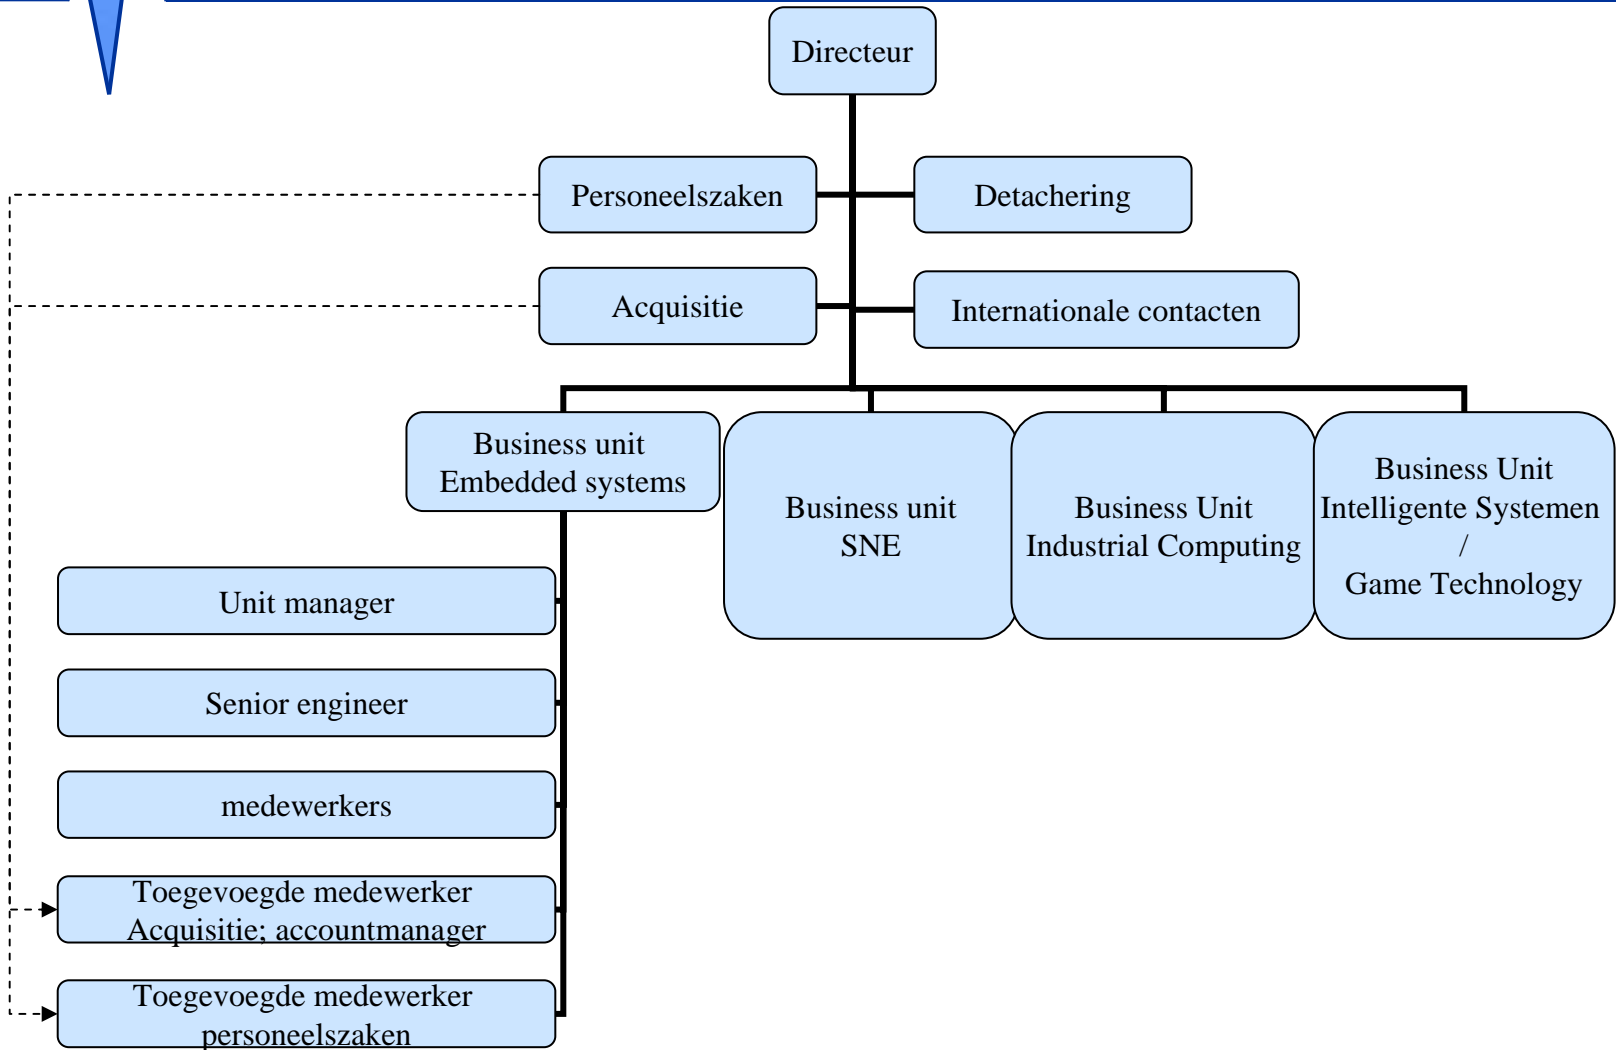 Directeur
Personeelszaken
Detachering
Acquisitie
Internationale contacten
Business unit
Embedded systems
Business unit
SNE
Business Unit
Industrial Computing
Business Unit
Intelligente Systemen
/
Game Technology
Unit manager
Senior engineer
medewerkers
Toegevoegde medewerker
Acquisitie; accountmanager
Toegevoegde medewerker
personeelszaken